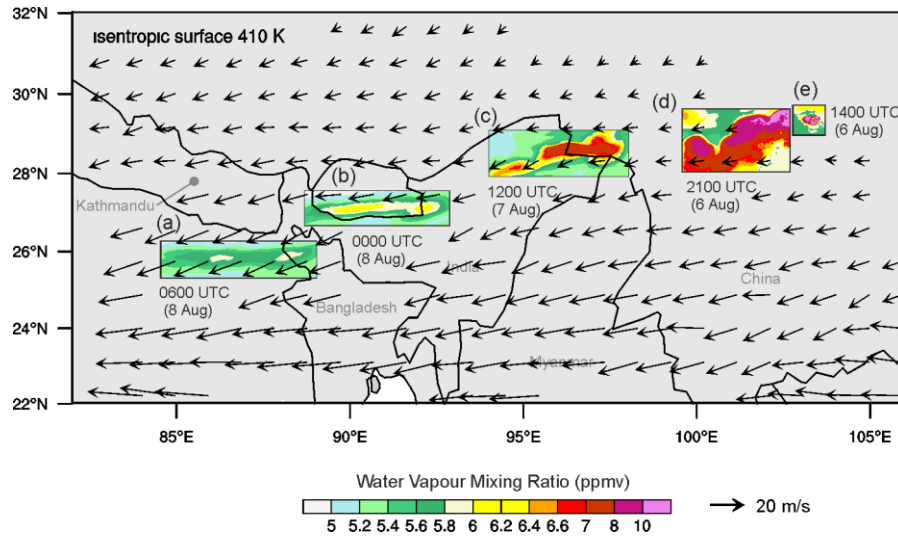 32°N
isentropic surface 410 K
30°N
(e)
(d)
1400 UTC
(6 Aug)
(c)
28°N
1200 UTC
(7 Aug)
2100 UTC
(6 Aug)
Kathmandu
(b)
26°N
(a)
0000 UTC
(8 Aug)
India
China
0600 UTC
(8 Aug)
Bangladesh
24°N
Myanmar
22°N
85°E 90°E 95°E 100°E 105°E
Water Vapour Mixing Ratio (ppmv)
20 m/s
5 5.2 5.4 5.6 5.8 6 6.2 6.4 6.6 7 8 10